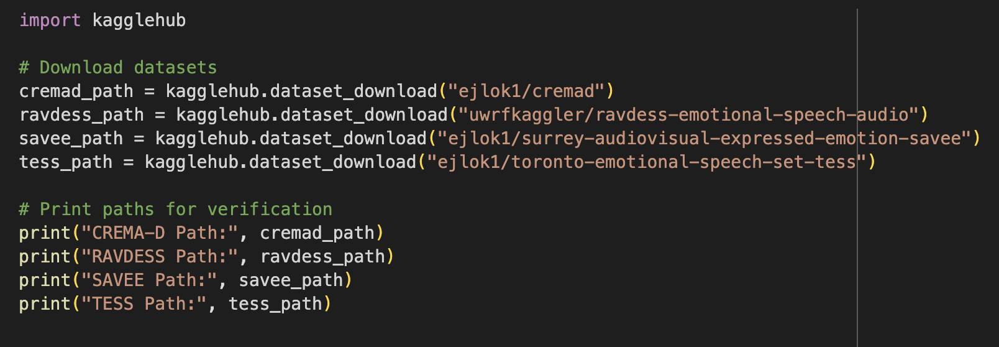 import kagglehub
# Download datasets
cremad_path = kagglehub.dataset_download("ejlok1/cremad")
ravdess_path = kagglehub.dataset_download("uwrfkaggler/ravdess-emotional-speech-audio")
savee_path = kagglehub.dataset_download("ejlok1/surrey-audiovisual-expressed-emotion-savee")
tess_path = kagglehub.dataset_download("ejlok1/toronto-emotional-speech-set-tess")
# Print paths for verification
print("CREMA-D Path:", cremad_path)
print("RAVDESS Path:", ravdess_path)
print("SAVEE Path:", savee_path)
print("TESS Path:", tess_path)